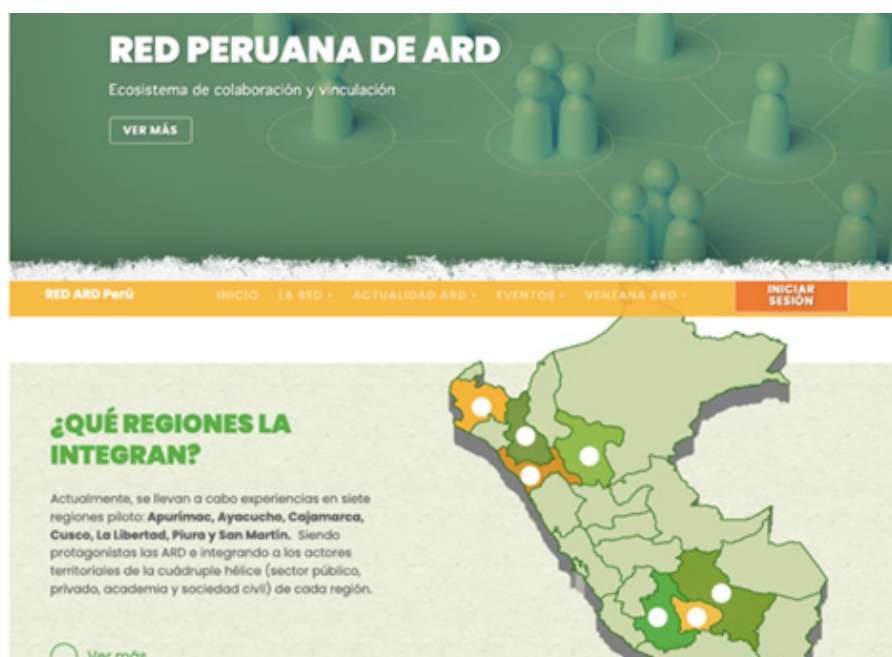 RED PERUANA DE ARD
Ecosistema de colaboración y vinculación
VER MÁS
RED ARD Perú
INICIO
LA RED
ACTUALIDAD ARD
EVENTOS
VENTANA ARD
INICIAR
SESIÓN
¿QUÉ REGIONES LA
INTEGRAN?
Actualmente, se llevan a cabo experiencias en siete
regiones piloto: Apurímac, Ayacucho, Cajamarca,
Cusco, La Libertad, Piura y San Martín. Siendo
protagonistas las ARD e integrando a los actores
territoriales de la cuádruple hélice (sector público,
privado, academia y sociedad civil) de cada región.
Ver más